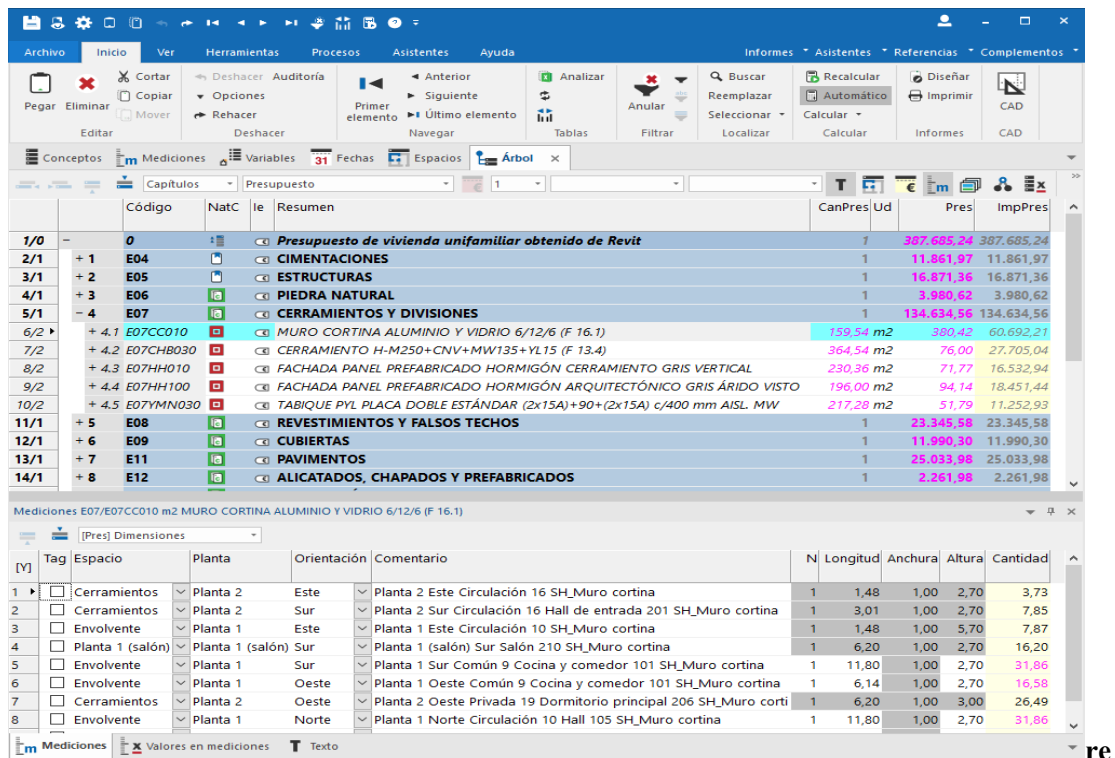 Archivo Inicio Ver Herramientas Procesos Asistentes Ayuda Informes Asistentes Referencias Complementos
Pegar Eliminar Cortar Copiar Mover Editar
Deshacer Auditoría Opciones Rehacer Deshacer
Primer elemento Anterior Siguiente Último elemento Navegar
Analizar Tablas
Anular Filtrar
Buscar Reemplazar Seleccionar Localizar
Recalcular Automático Calcular Calcular
Diseñar Imprimir Informes
CAD CAD
Conceptos m Mediciones Variables 31 Fechas Espacios Árbol
Capítulos Presupuesto € 1 T € m x
Código NatC Ie Resumen CanPres Ud Pres ImpPres
1/0 − 0 Presupuesto de vivienda unifamiliar obtenido de Revit 1 387.685,24 387.685,24
2/1 + 1 E04 CIMENTACIONES 1 11.861,97 11.861,97
3/1 + 2 E05 ESTRUCTURAS 1 16.871,36 16.871,36
4/1 + 3 E06 PIEDRA NATURAL 1 3.980,62 3.980,62
5/1 − 4 E07 CERRAMIENTOS Y DIVISIONES 1 134.634,56 134.634,56
6/2 + 4.1 E07CC010 MURO CORTINA ALUMINIO Y VIDRIO 6/12/6 (F 16.1) 159,54 m2 380,42 60.692,21
7/2 + 4.2 E07CHB030 CERRAMIENTO H-M250+CNV+MW135+YL15 (F 13.4) 364,54 m2 76,00 27.705,04
8/2 + 4.3 E07HH010 FACHADA PANEL PREFABRICADO HORMIGÓN CERRAMIENTO GRIS VERTICAL 230,36 m2 71,77 16.532,94
9/2 + 4.4 E07HH100 FACHADA PANEL PREFABRICADO HORMIGÓN ARQUITECTÓNICO GRIS ÁRIDO VISTO 196,00 m2 94,14 18.451,44
10/2 + 4.5 E07YMN030 TABIQUE PYL PLACA DOBLE ESTÁNDAR (2x15A)+90+(2x15A) c/400 mm AISL. MW 217,28 m2 51,79 11.252,93
11/1 + 5 E08 REVESTIMIENTOS Y FALSOS TECHOS 1 23.345,58 23.345,58
12/1 + 6 E09 CUBIERTAS 1 11.990,30 11.990,30
13/1 + 7 E11 PAVIMENTOS 1 25.033,98 25.033,98
14/1 + 8 E12 ALICATADOS, CHAPADOS Y PREFABRICADOS 1 2.261,98 2.261,98
Mediciones E07/E07CC010 m2 MURO CORTINA ALUMINIO Y VIDRIO 6/12/6 (F 16.1)
[Pres] Dimensiones
[Y] Tag Espacio Planta Orientación Comentario N Longitud Anchura Altura Cantidad
1 Cerramientos Planta 2 Este Planta 2 Este Circulación 16 SH_Muro cortina 1 1,48 1,00 2,70 3,73
2 Cerramientos Planta 2 Sur Planta 2 Sur Circulación 16 Hall de entrada 201 SH_Muro cortina 1 3,01 1,00 2,70 7,85
3 Envolvente Planta 1 Este Planta 1 Este Circulación 10 SH_Muro cortina 1 1,48 1,00 5,70 7,87
4 Planta 1 (salón) Planta 1 (salón) Sur Planta 1 (salón) Sur Salón 210 SH_Muro cortina 1 6,20 1,00 2,70 16,20
5 Envolvente Planta 1 Sur Planta 1 Sur Común 9 Cocina y comedor 101 SH_Muro cortina 1 11,80 1,00 2,70 31,86
6 Envolvente Planta 1 Oeste Planta 1 Oeste Común 9 Cocina y comedor 101 SH_Muro cortina 1 6,14 1,00 2,70 16,58
7 Cerramientos Planta 2 Oeste Planta 2 Oeste Privada 19 Dormitorio principal 206 SH_Muro corti 1 6,20 1,00 3,00 26,49
8 Envolvente Planta 1 Norte Planta 1 Norte Circulación 10 Hall 105 SH_Muro cortina 1 11,80 1,00 2,70 31,86
m Mediciones x Valores en mediciones T Texto
re